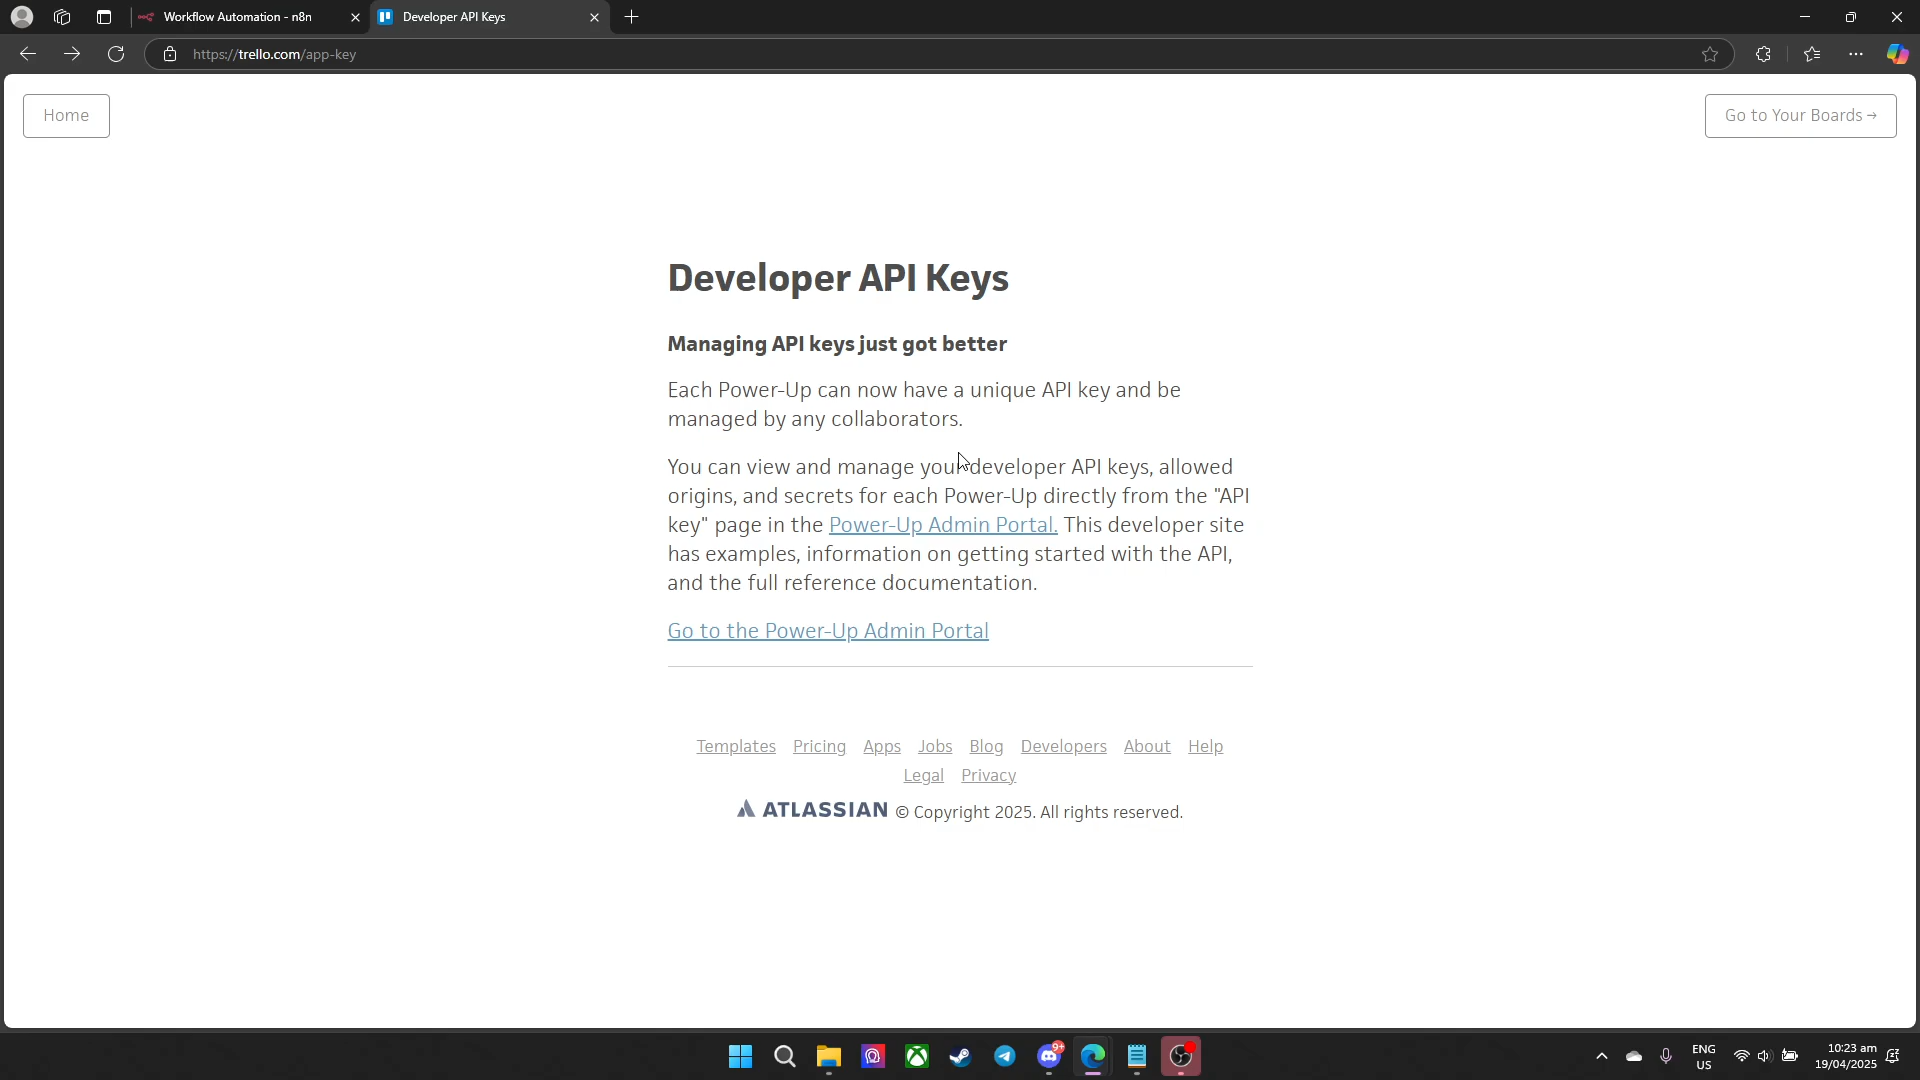 Workflow Automation - n8n
Developer API Keys
https://trello.com/app-key
Home
Go to Your Boards →
Developer API Keys
Managing API keys just got better
Each Power-Up can now have a unique API key and be
managed by any collaborators.
You can view and manage your developer API keys, allowed
origins, and secrets for each Power-Up directly from the "API
key" page in the Power-Up Admin Portal. This developer site
has examples, information on getting started with the API,
and the full reference documentation.
Go to the Power-Up Admin Portal
Templates Pricing Apps Jobs Blog Developers About Help
Legal Privacy
ATLASSIAN © Copyright 2025. All rights reserved.
9+
ENG
US
10:23 am
19/04/2025